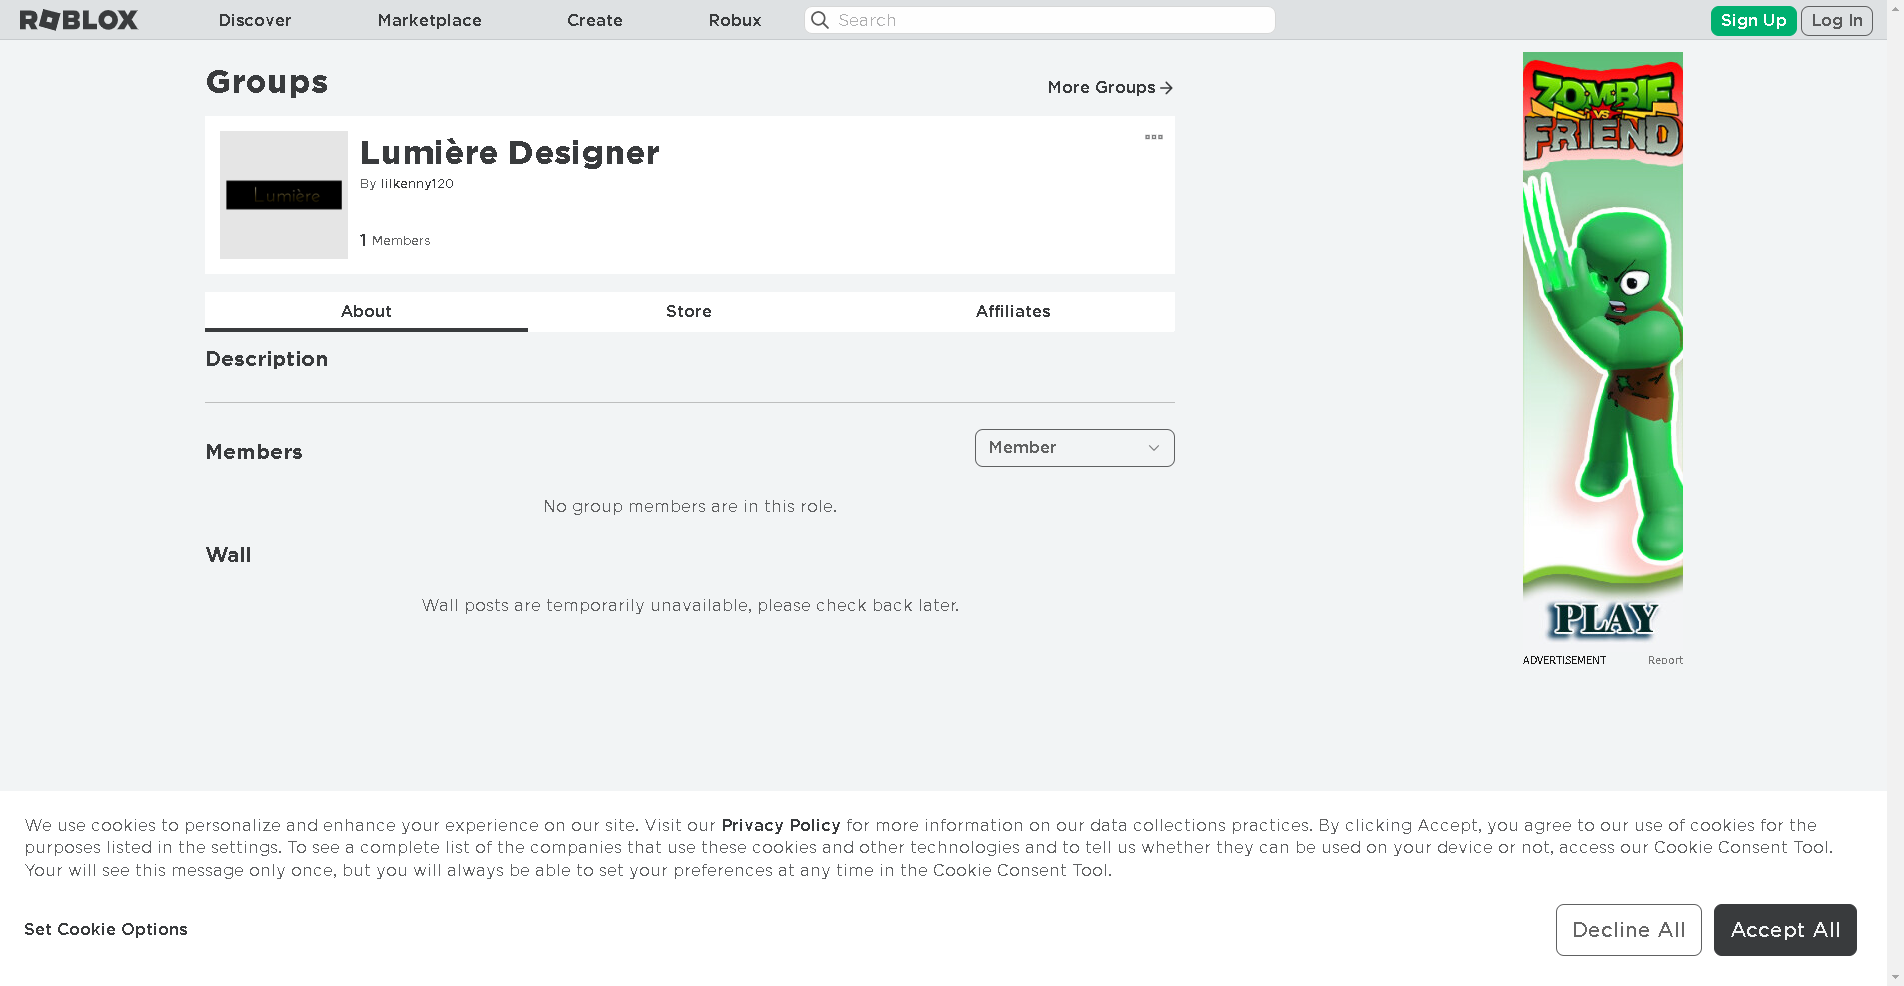 ROBLOX
Discover
Marketplace
Create
Robux
Search
Sign Up
Log In
Groups
More Groups
Lumière
Lumière Designer
By lilkenny120
1 Members
About
Store
Affiliates
Description
Members
Member
No group members are in this role.
Wall
Wall posts are temporarily unavailable, please check back later.
ZOMBIE
VS
FRIEND
PLAY
ADVERTISEMENT
Report
We use cookies to personalize and enhance your experience on our site. Visit our Privacy Policy for more information on our data collections practices. By clicking Accept, you agree to our use of cookies for the
purposes listed in the settings. To see a complete list of the companies that use these cookies and other technologies and to tell us whether they can be used on your device or not, access our Cookie Consent Tool.
Your will see this message only once, but you will always be able to set your preferences at any time in the Cookie Consent Tool.
Set Cookie Options
Decline All
Accept All